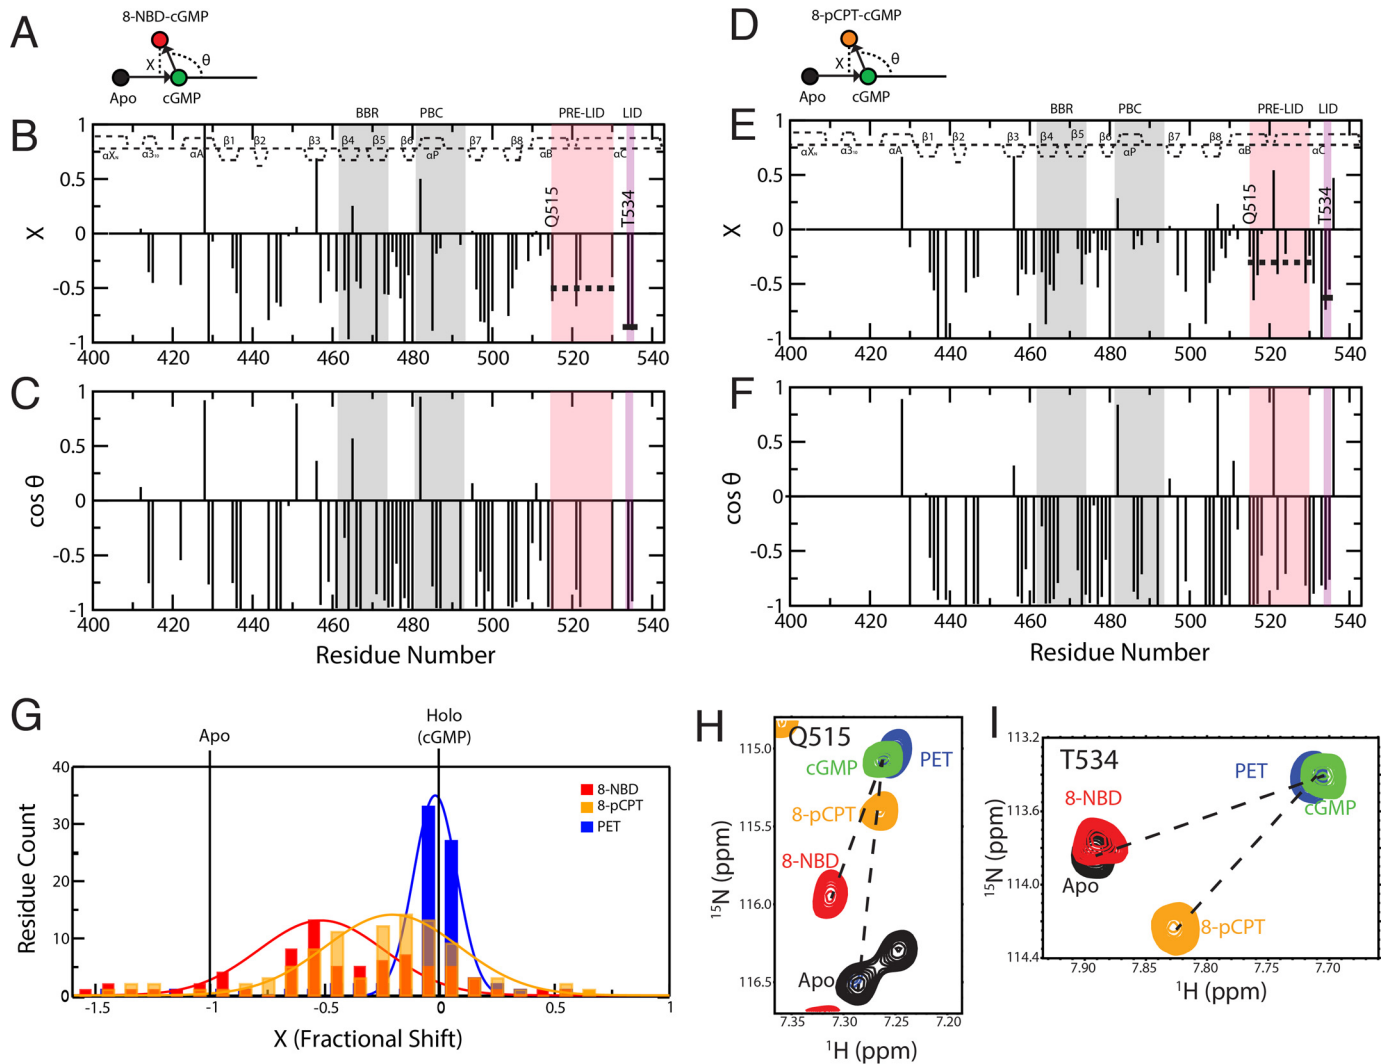 A
8-NBD-cGMP
X
θ
Apo
cGMP
B
BBR
PBC
PRE-LID
LID
αXN
α3₁₀
αA
β1
β2
β3
β4
β5
β6
αP
β7
β8
αB
αC
Q515
T534
X
1
0.5
0
-0.5
-1
400
420
440
460
480
500
520
540
C
cos θ
1
0.5
0
-0.5
-1
400
420
440
460
480
500
520
540
Residue Number
D
8-pCPT-cGMP
X
θ
Apo
cGMP
E
BBR
PBC
PRE-LID
LID
αXN
α3₁₀
αA
β1
β2
β3
β4
β5
β6
αP
β7
β8
αB
αC
Q515
T534
X
1
0.5
0
-0.5
-1
400
420
440
460
480
500
520
540
F
cos θ
1
0.5
0
-0.5
-1
400
420
440
460
480
500
520
540
Residue Number
G
Apo
Holo
(cGMP)
8-NBD
8-pCPT
PET
Residue Count
40
30
20
10
0
-1.5
-1
-0.5
0
0.5
1
X (Fractional Shift)
H
Q515
cGMP
PET
8-pCPT
8-NBD
Apo
115.0
115.5
116.0
116.5
¹⁵N (ppm)
7.35
7.30
7.25
7.20
¹H (ppm)
I
T534
8-NBD
PET
cGMP
Apo
8-pCPT
113.2
113.6
114.0
114.4
¹⁵N (ppm)
7.90
7.85
7.80
7.75
7.70
¹H (ppm)